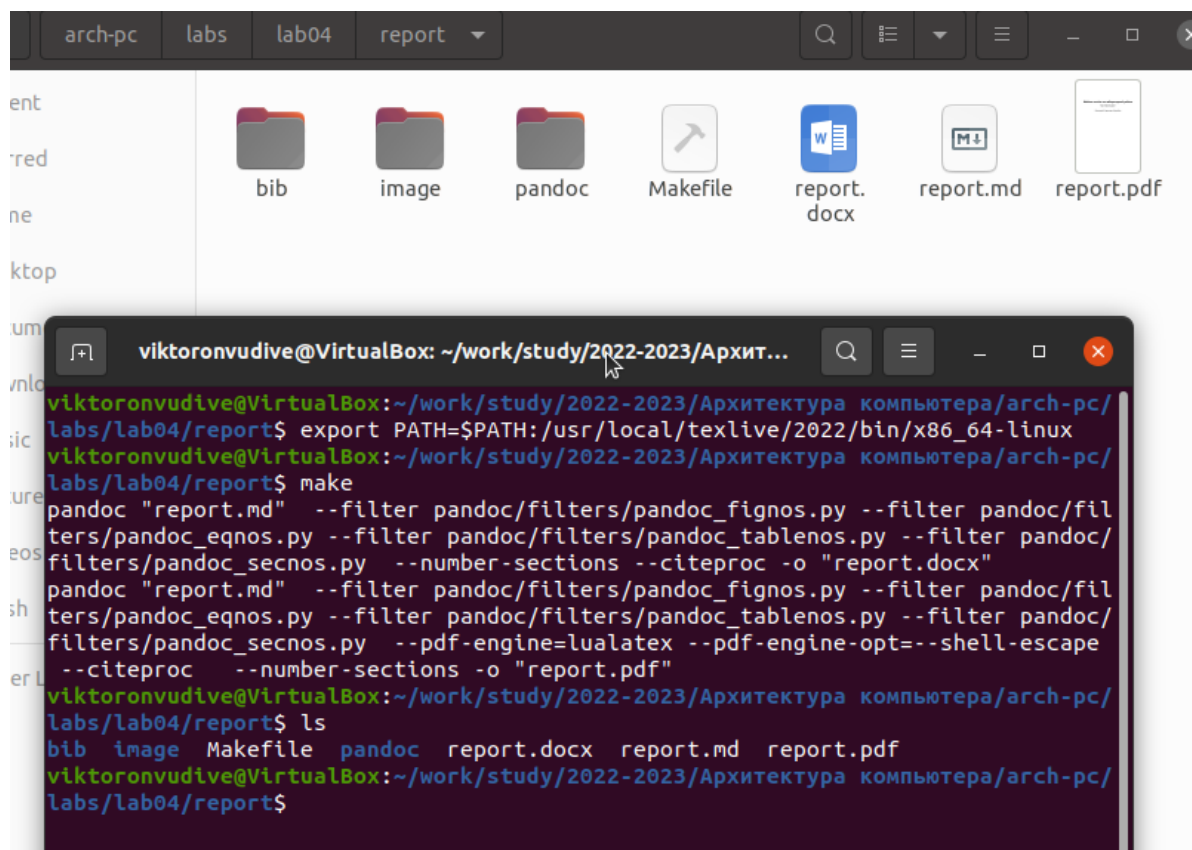 arch-pc labs lab04 report
bib
image
pandoc
Makefile
report.
docx
report.md
report.pdf
viktoronvudive@VirtualBox: ~/work/study/2022-2023/Архит...
viktoronvudive@VirtualBox:~/work/study/2022-2023/Архитектура компьютера/arch-pc/
labs/lab04/report$ export PATH=$PATH:/usr/local/texlive/2022/bin/x86_64-linux
viktoronvudive@VirtualBox:~/work/study/2022-2023/Архитектура компьютера/arch-pc/
labs/lab04/report$ make
pandoc "report.md"  --filter pandoc/filters/pandoc_fignos.py --filter pandoc/fil
ters/pandoc_eqnos.py --filter pandoc/filters/pandoc_tablenos.py --filter pandoc/
filters/pandoc_secnos.py  --number-sections --citeproc -o "report.docx"
pandoc "report.md"  --filter pandoc/filters/pandoc_fignos.py --filter pandoc/fil
ters/pandoc_eqnos.py --filter pandoc/filters/pandoc_tablenos.py --filter pandoc/
filters/pandoc_secnos.py  --pdf-engine=lualatex --pdf-engine-opt=--shell-escape
 --citeproc   --number-sections -o "report.pdf"
viktoronvudive@VirtualBox:~/work/study/2022-2023/Архитектура компьютера/arch-pc/
labs/lab04/report$ ls
bib  image  Makefile  pandoc  report.docx  report.md  report.pdf
viktoronvudive@VirtualBox:~/work/study/2022-2023/Архитектура компьютера/arch-pc/
labs/lab04/report$